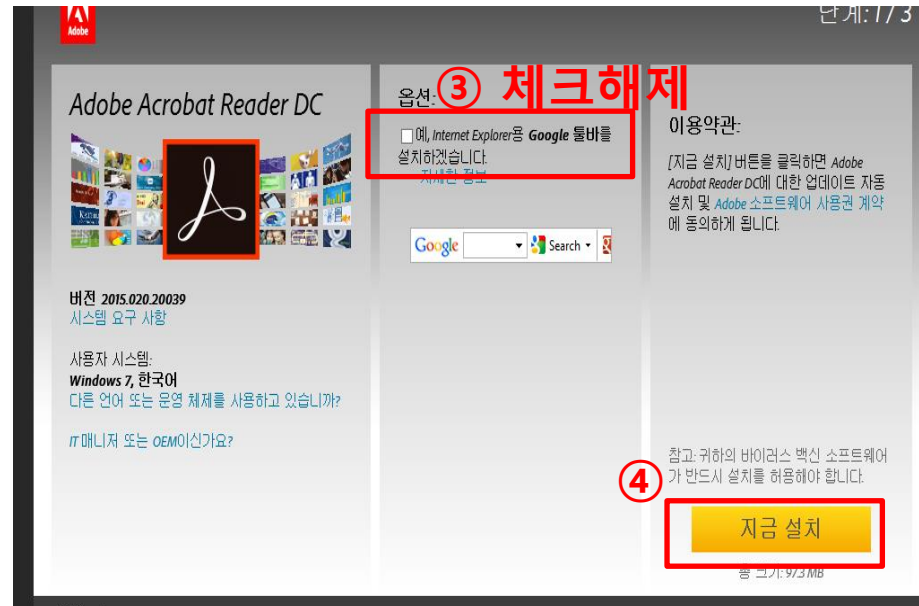 Adobe
단계: 1 / 3
Adobe Acrobat Reader DC
버전 2015.020.20039
시스템 요구 사항
사용자 시스템:
Windows 7, 한국어
다른 언어 또는 운영 체제를 사용하고 있습니까?
IT 매니저 또는 OEM이신가요?
옵션:
③ 체크해제
예, Internet Explorer용 Google 툴바를
설치하겠습니다.
자세한 정보
Google
Search
이용약관:
[지금 설치] 버튼을 클릭하면 Adobe
Acrobat Reader DC에 대한 업데이트 자동
설치 및 Adobe 소프트웨어 사용권 계약
에 동의하게 됩니다.
참고: 귀하의 바이러스 백신 소프트웨어
가 반드시 설치를 허용해야 합니다.
④
지금 설치
총 크기: 97.3 MB